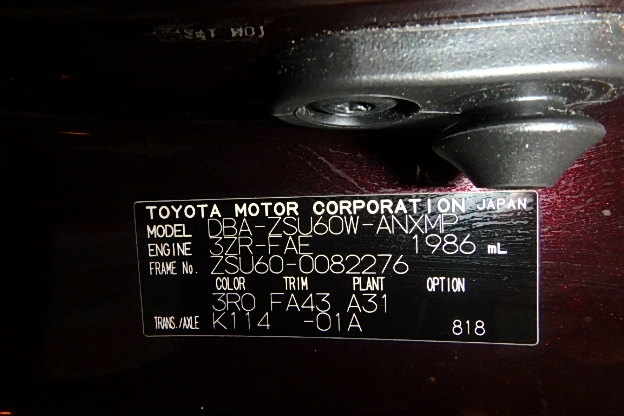 TOYOTA MOTOR CORPORATION JAPAN
MODEL DBA-ZSU60W-ANXMP
ENGINE 3ZR-FAE 1986 mL
FRAME No. ZSU60-0082276
COLOR TRIM PLANT OPTION
3R0 FA43 A31
TRANS./AXLE K114 -01A 818